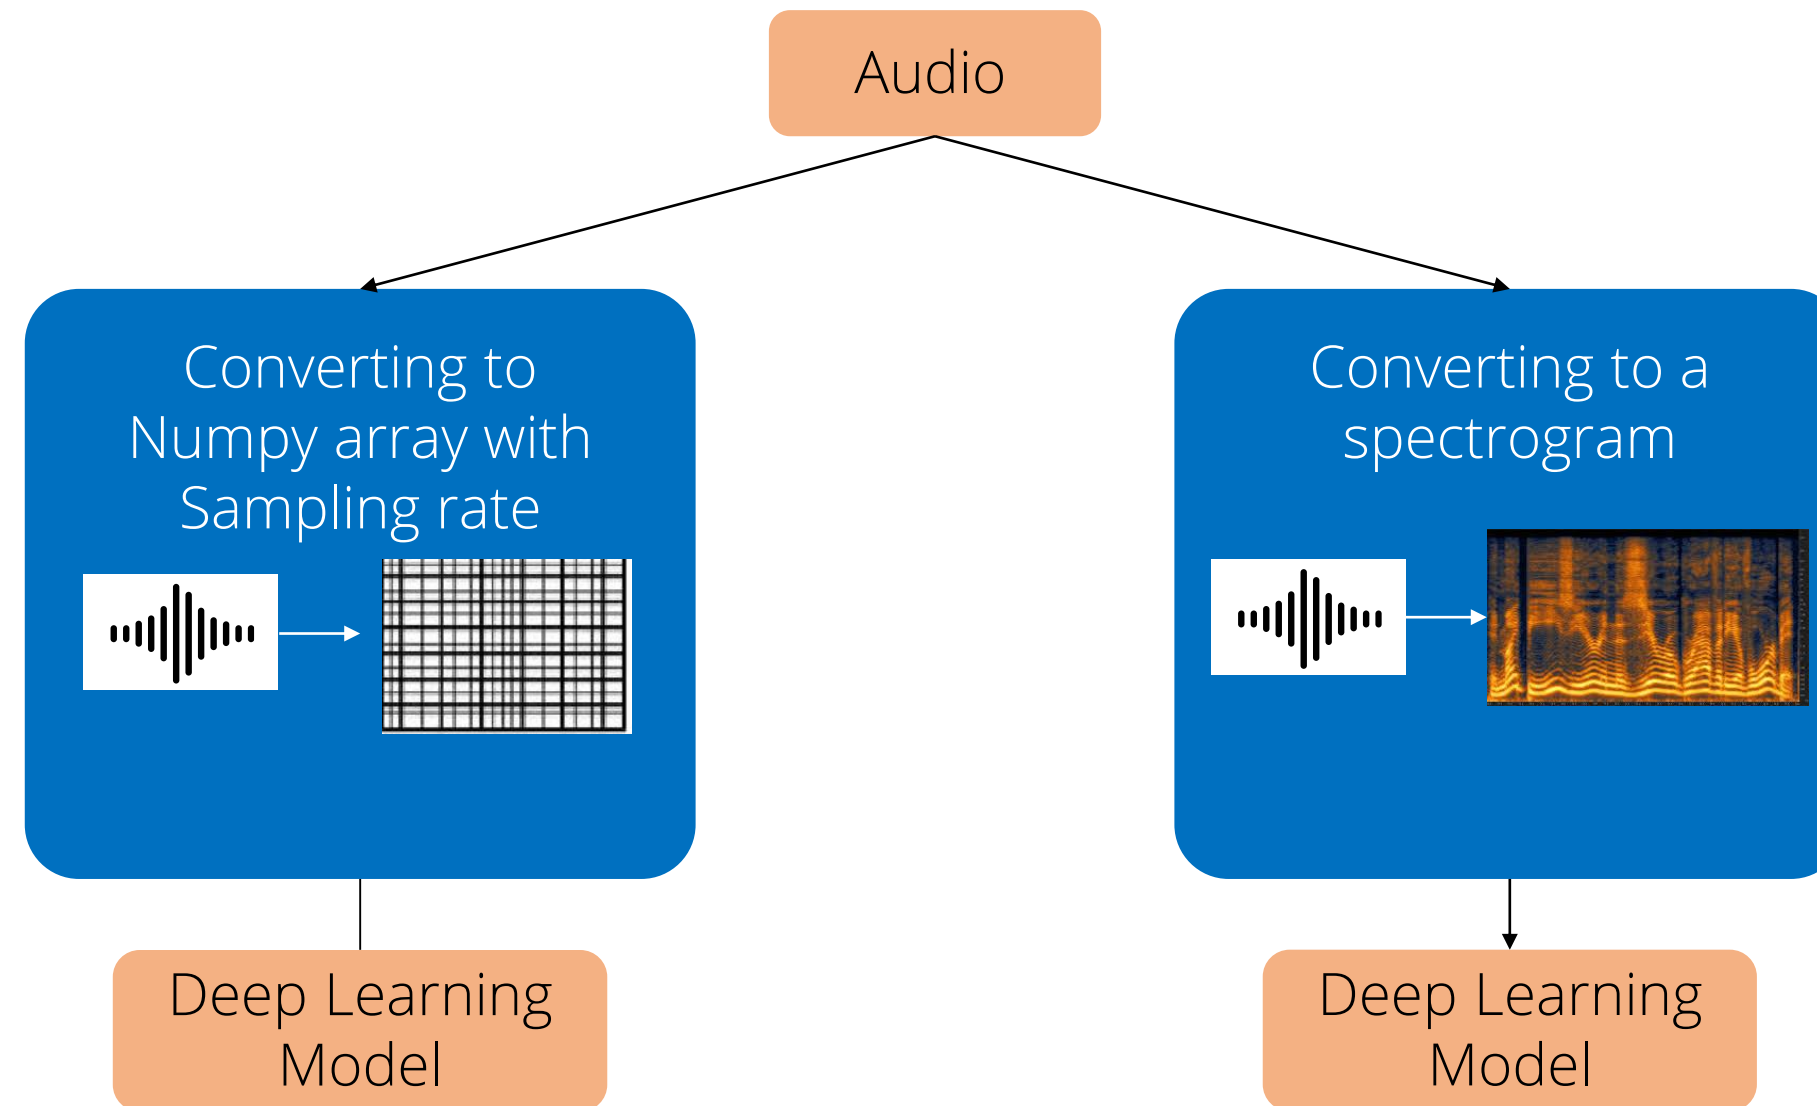 Audio
Converting to
Numpy array with
Sampling rate
Converting to a
spectrogram
Deep Learning
Model
Deep Learning
Model